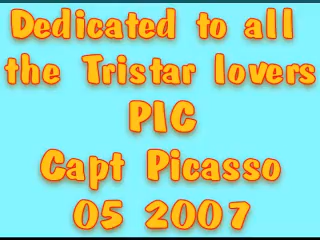 Dedicated to all
the Tristar lovers
PIC
Capt Picasso
05 2007